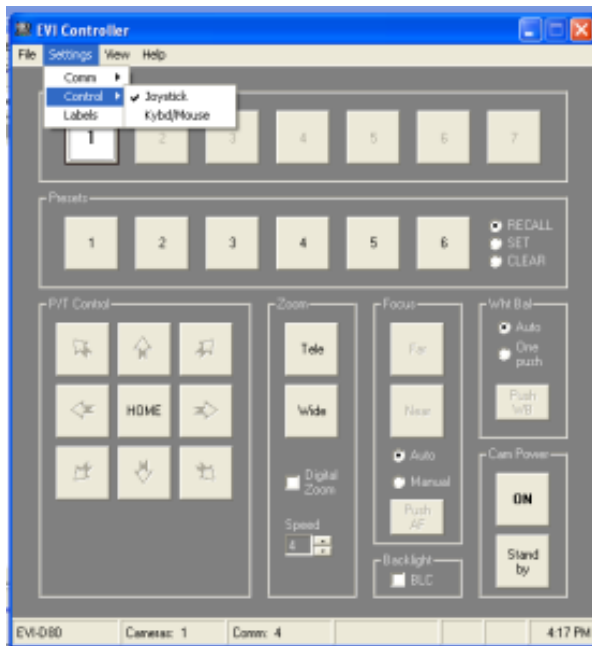 EVI Controller
File Settings View Help
Comm
Control
Labels
Joystick
Kybd/Mouse
1 2 3 4 5 6 7
Presets
1 2 3 4 5 6
RECALL
SET
CLEAR
P/T Control
HOME
Zoom
Tele
Wide
Digital
Zoom
Speed
4
Focus
Far
Near
Auto
Manual
Push
AF
Backlight
BLC
Wht Bal
Auto
One
push
Push
WB
Cam Power
ON
Stand
by
EVI-D80 Cameras: 1 Comm: 4 4:17 PM